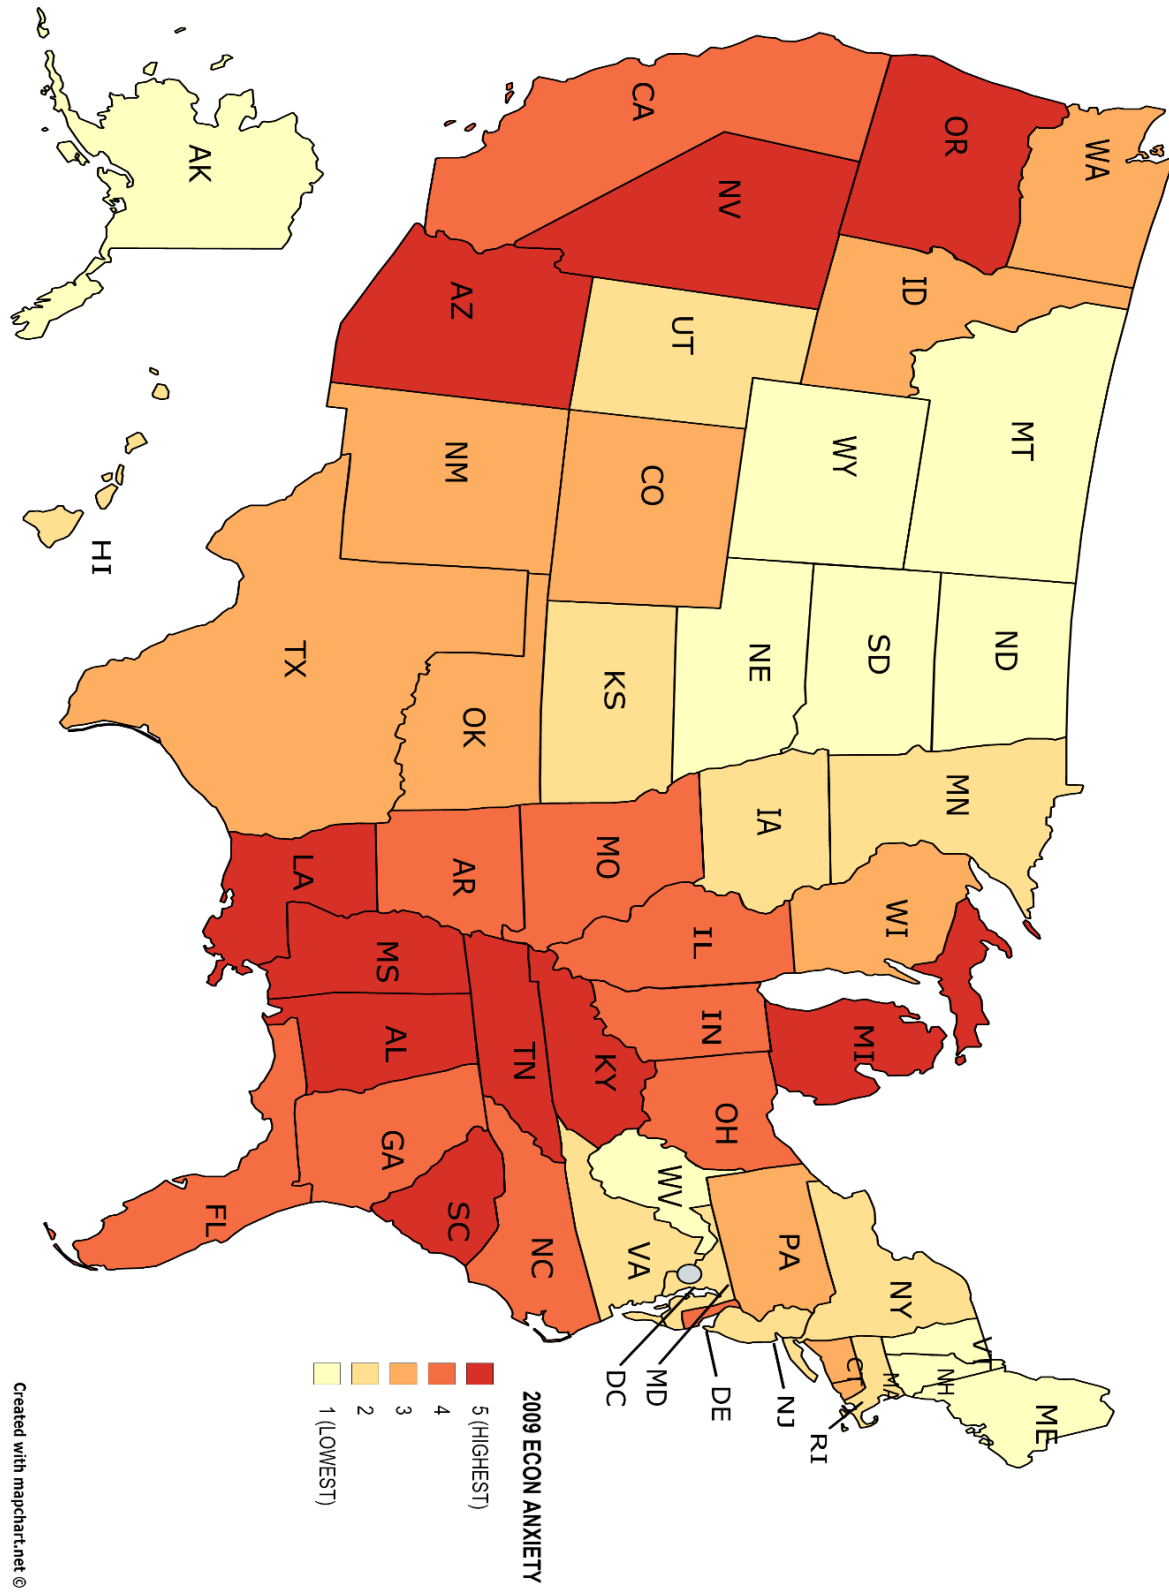 WA
OR
CA
NV
ID
MT
WY
UT
AZ
CO
NM
ND
SD
NE
KS
OK
TX
MN
IA
MO
AR
LA
WI
IL
MS
MI
IN
KY
TN
AL
OH
GA
FL
SC
NC
WV
VA
PA
NY
VT
NH
ME
MA
CT
RI
NJ
DE
MD
DC
AK
HI
2009 ECON ANXIETY
5 (HIGHEST)
4
3
2
1 (LOWEST)
Created with mapchart.net ©